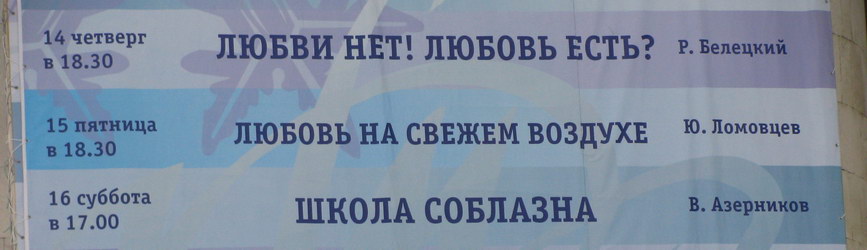 14 четверг
в 18.30
ЛЮБВИ НЕТ! ЛЮБОВЬ ЕСТЬ?
Р. Белецкий
15 пятница
в 18.30
ЛЮБОВЬ НА СВЕЖЕМ ВОЗДУХЕ
Ю. Ломовцев
16 суббота
в 17.00
ШКОЛА СОБЛАЗНА
В. Азерников